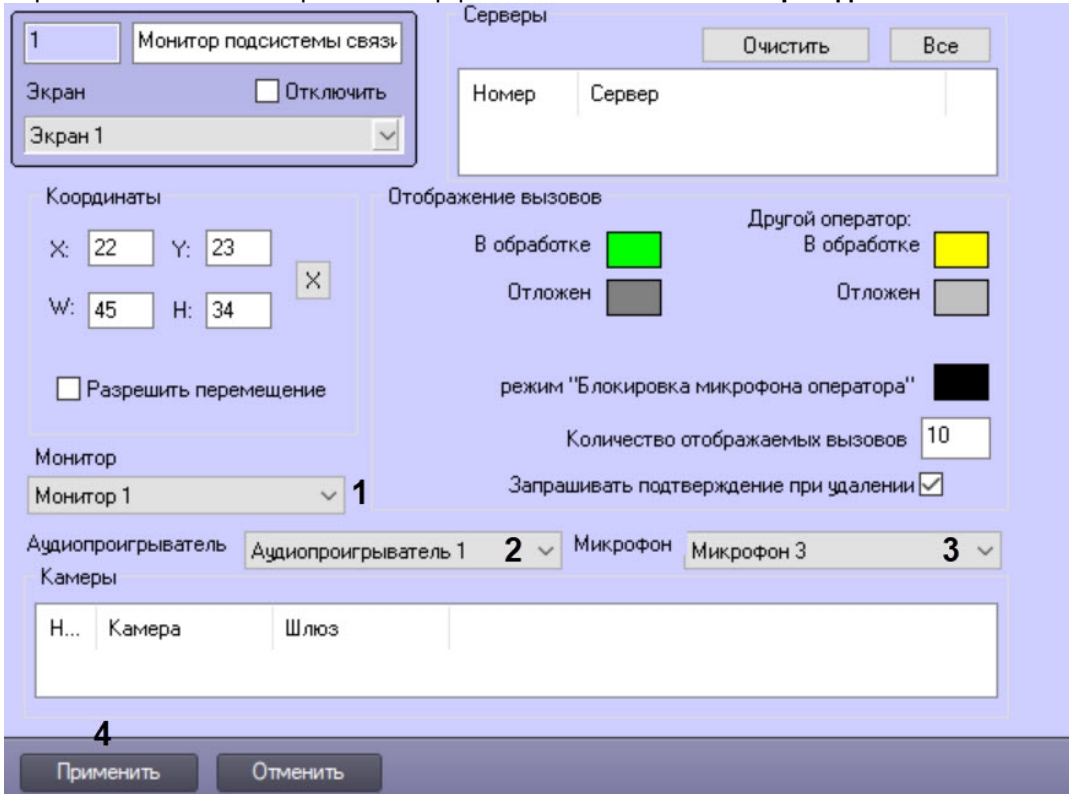 1 Монитор подсистемы связи
Экран Отключить
Экран 1
Серверы
Очистить Все
Номер Сервер
Координаты
X: 22 Y: 23
X
W: 45 H: 34
Разрешить перемещение
Отображение вызовов
Другой оператор:
В обработке В обработке
Отложен Отложен
режим "Блокировка микрофона оператора"
Количество отображаемых вызовов 10
Запрашивать подтверждение при удалении
Монитор
Монитор 1 1
Аудиопроигрыватель Аудиопроигрыватель 1 2 Микрофон Микрофон 3 3
Камеры
Н... Камера Шлюз
4
Применить Отменить